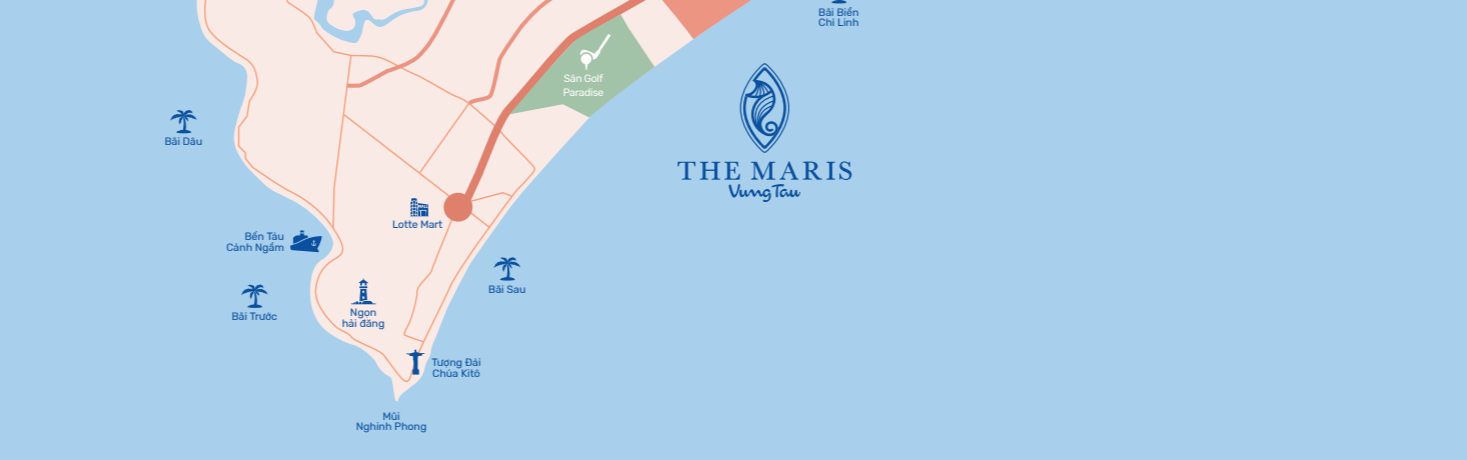 Bãi Biển
Chí Linh
Sân Golf
Paradise
Bãi Dâu
THE MARIS
Vung Tau
Lotte Mart
Bến Tàu
Cánh Ngầm
Bãi Sau
Bãi Trước
Ngọn
hải đăng
Tượng Đài
Chúa Kitô
Mũi
Nghinh Phong